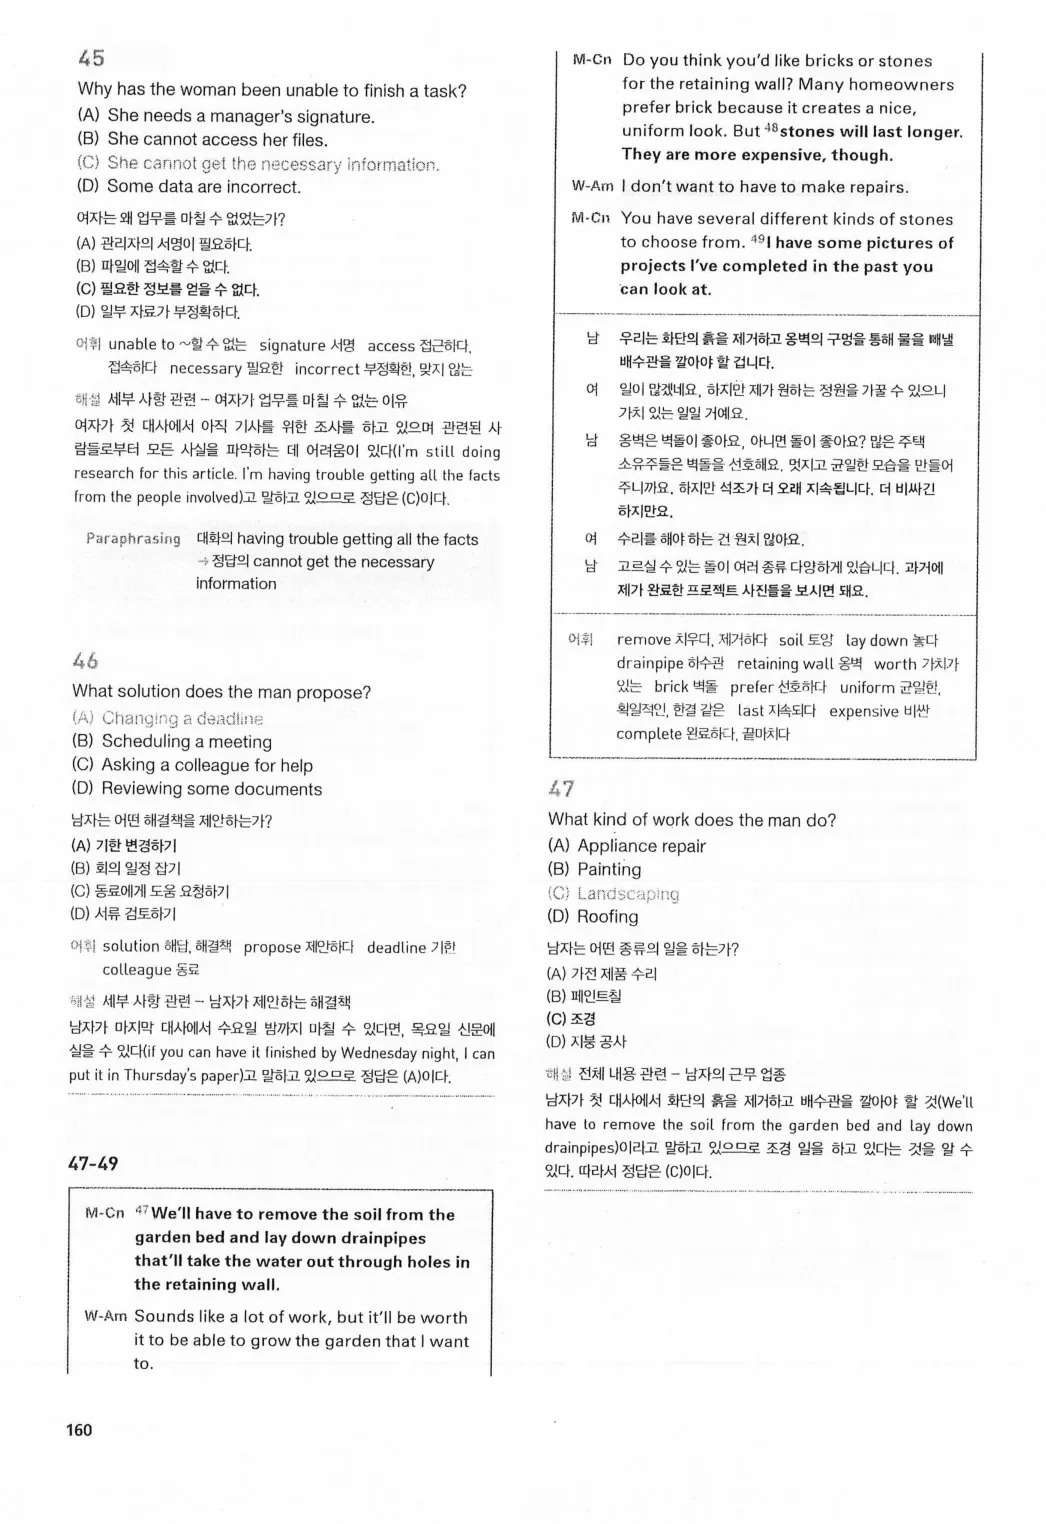 45
Why has the woman been unable to finish a task?
(A) She needs a manager's signature.
(B) She cannot access her files.
(C) She cannot get the necessary information.
(D) Some data are incorrect.
여자는 왜 업무를 마칠 수 없었는가?
(A) 관리자의 서명이 필요하다.
(B) 파일에 접속할 수 없다.
(C) 필요한 정보를 얻을 수 없다.
(D) 일부 자료가 부정확하다.
어휘 unable to ~할 수 없는 signature 서명 access 접근하다,
접속하다 necessary 필요한 incorrect 부정확한, 맞지 않는
해설 세부 사항 관련 – 여자가 업무를 마칠 수 없는 이유
여자가 첫 대사에서 아직 기사를 위한 조사를 하고 있으며 관련된 사
람들로부터 모든 사실을 파악하는 데 어려움이 있다(I'm still doing
research for this article. I'm having trouble getting all the facts
from the people involved)고 말하고 있으므로 정답은 (C)이다.
Paraphrasing 대화의 having trouble getting all the facts
→ 정답의 cannot get the necessary
information
46
What solution does the man propose?
(A) Changing a deadline
(B) Scheduling a meeting
(C) Asking a colleague for help
(D) Reviewing some documents
남자는 어떤 해결책을 제안하는가?
(A) 기한 변경하기
(B) 회의 일정 잡기
(C) 동료에게 도움 요청하기
(D) 서류 검토하기
어휘 solution 해답, 해결책 propose 제안하다 deadline 기한
colleague 동료
해설 세부 사항 관련 – 남자가 제안하는 해결책
남자가 마지막 대사에서 수요일 밤까지 마칠 수 있다면, 목요일 신문에
실을 수 있다(if you can have it finished by Wednesday night, I can
put it in Thursday's paper)고 말하고 있으므로 정답은 (A)이다.
47-49
M-Cn 47We'll have to remove the soil from the
garden bed and lay down drainpipes
that'll take the water out through holes in
the retaining wall.
W-Am Sounds like a lot of work, but it'll be worth
it to be able to grow the garden that I want
to.
160
M-Cn Do you think you'd like bricks or stones
for the retaining wall? Many homeowners
prefer brick because it creates a nice,
uniform look. But 48stones will last longer.
They are more expensive, though.
W-Am I don't want to have to make repairs.
M-Cn You have several different kinds of stones
to choose from. 49I have some pictures of
projects I've completed in the past you
can look at.
남 우리는 화단의 흙을 제거하고 옹벽의 구멍을 통해 물을 빼낼
배수관을 깔아야 할 겁니다.
여 일이 많겠네요, 하지만 제가 원하는 정원을 가꿀 수 있으니
가치 있는 일일 거예요.
남 옹벽은 벽돌이 좋아요, 아니면 돌이 좋아요? 많은 주택
소유주들은 벽돌을 선호해요. 멋지고 균일한 모습을 만들어
주니까요. 하지만 석조가 더 오래 지속됩니다. 더 비싸긴
하지만요.
여 수리를 해야 하는 건 원치 않아요.
남 고르실 수 있는 돌이 여러 종류 다양하게 있습니다. 과거에
제가 완료한 프로젝트 사진들을 보시면 돼요.
어휘 remove 치우다, 제거하다 soil 토양 lay down 놓다
drainpipe 하수관 retaining wall 옹벽 worth 가치가
있는 brick 벽돌 prefer 선호하다 uniform 균일한,
획일적인, 한결 같은 last 지속되다 expensive 비싼
complete 완료하다, 끝마치다
47
What kind of work does the man do?
(A) Appliance repair
(B) Painting
(C) Landscaping
(D) Roofing
남자는 어떤 종류의 일을 하는가?
(A) 가전 제품 수리
(B) 페인트칠
(C) 조경
(D) 지붕 공사
해설 전체 내용 관련 – 남자의 근무 업종
남자가 첫 대사에서 화단의 흙을 제거하고 배수관을 깔아야 할 것(We'll
have to remove the soil from the garden bed and lay down
drainpipes)이라고 말하고 있으므로 조경 일을 하고 있다는 것을 알 수
있다. 따라서 정답은 (C)이다.